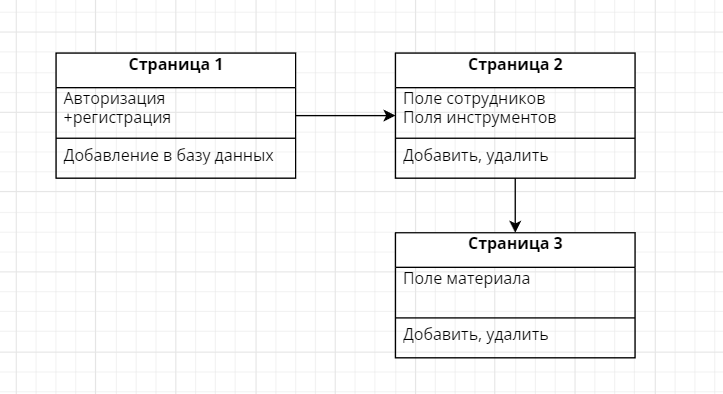 Страница 1
Авторизация
+регистрация
Добавление в базу данных
Страница 2
Поле сотрудников
Поля инструментов
Добавить, удалить
Страница 3
Поле материала
Добавить, удалить